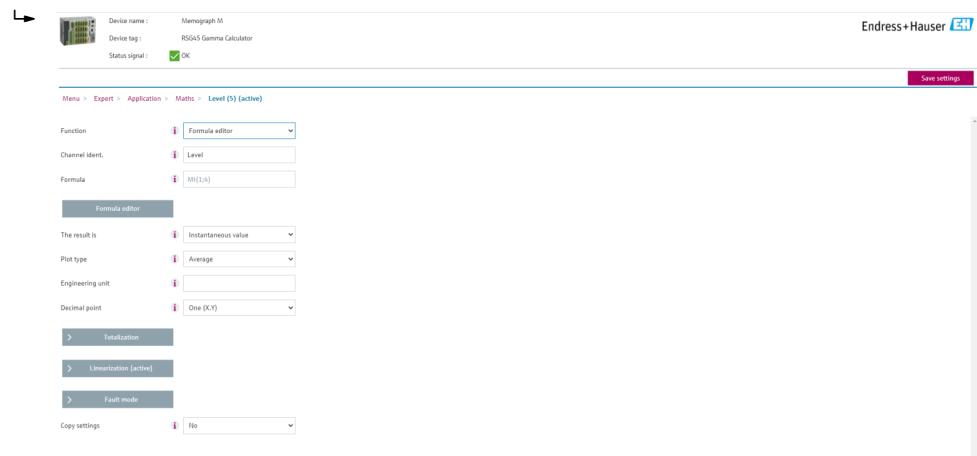 Device name : Memograph M
Endress+Hauser EH
Device tag : RSG45 Gamma Calculator
Status signal : OK
Save settings
Menu > Expert > Application > Maths > Level (5) (active)
Function i Formula editor
Channel ident. i Level
Formula i MI(1;4)
Formula editor
The result is i Instantaneous value
Plot type i Average
Engineering unit i
Decimal point i One (X.Y)
> Totalization
> Linearization (active)
> Fault mode
Copy settings i No